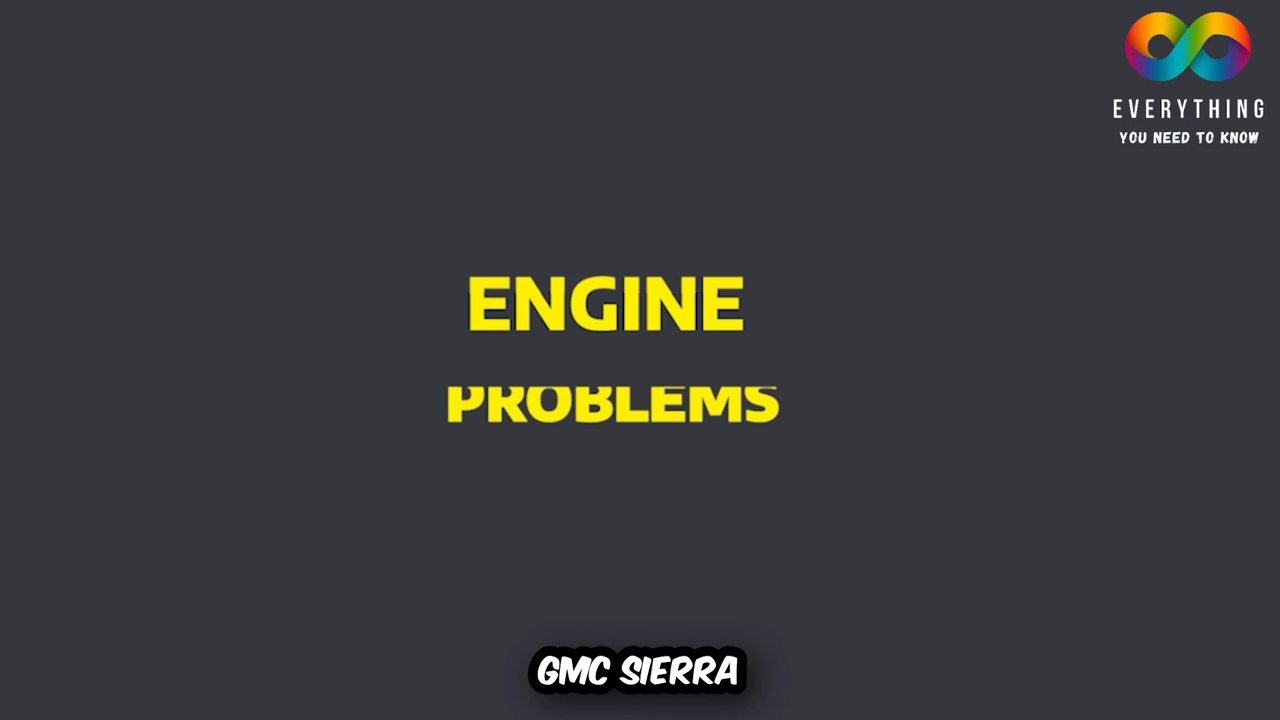 EVERYTHING
YOU NEED TO KNOW
ENGINE
PROBLEMS
GMC SIERRA